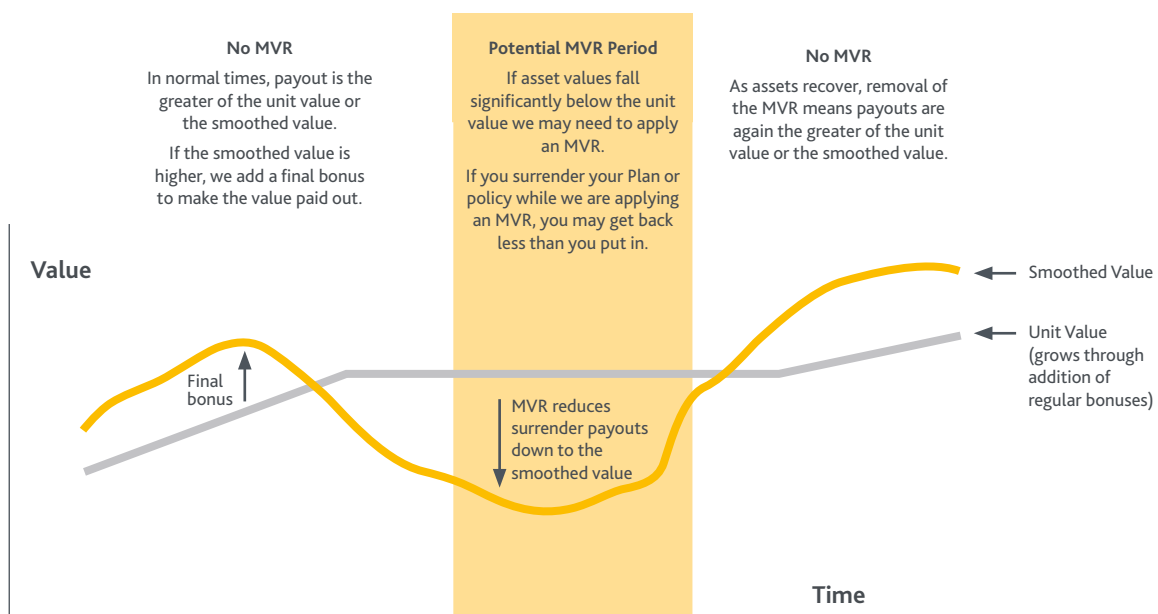 No MVR
In normal times, payout is the
greater of the unit value or
the smoothed value.
If the smoothed value is
higher, we add a final bonus
to make the value paid out.
Potential MVR Period
If asset values fall
significantly below the unit
value we may need to apply
an MVR.
If you surrender your Plan or
policy while we are applying
an MVR, you may get back
less than you put in.
No MVR
As assets recover, removal of
the MVR means payouts are
again the greater of the unit
value or the smoothed value.
Value
Smoothed Value
Unit Value
(grows through
addition of
regular bonuses)
Final
bonus
MVR reduces
surrender payouts
down to the
smoothed value
Time